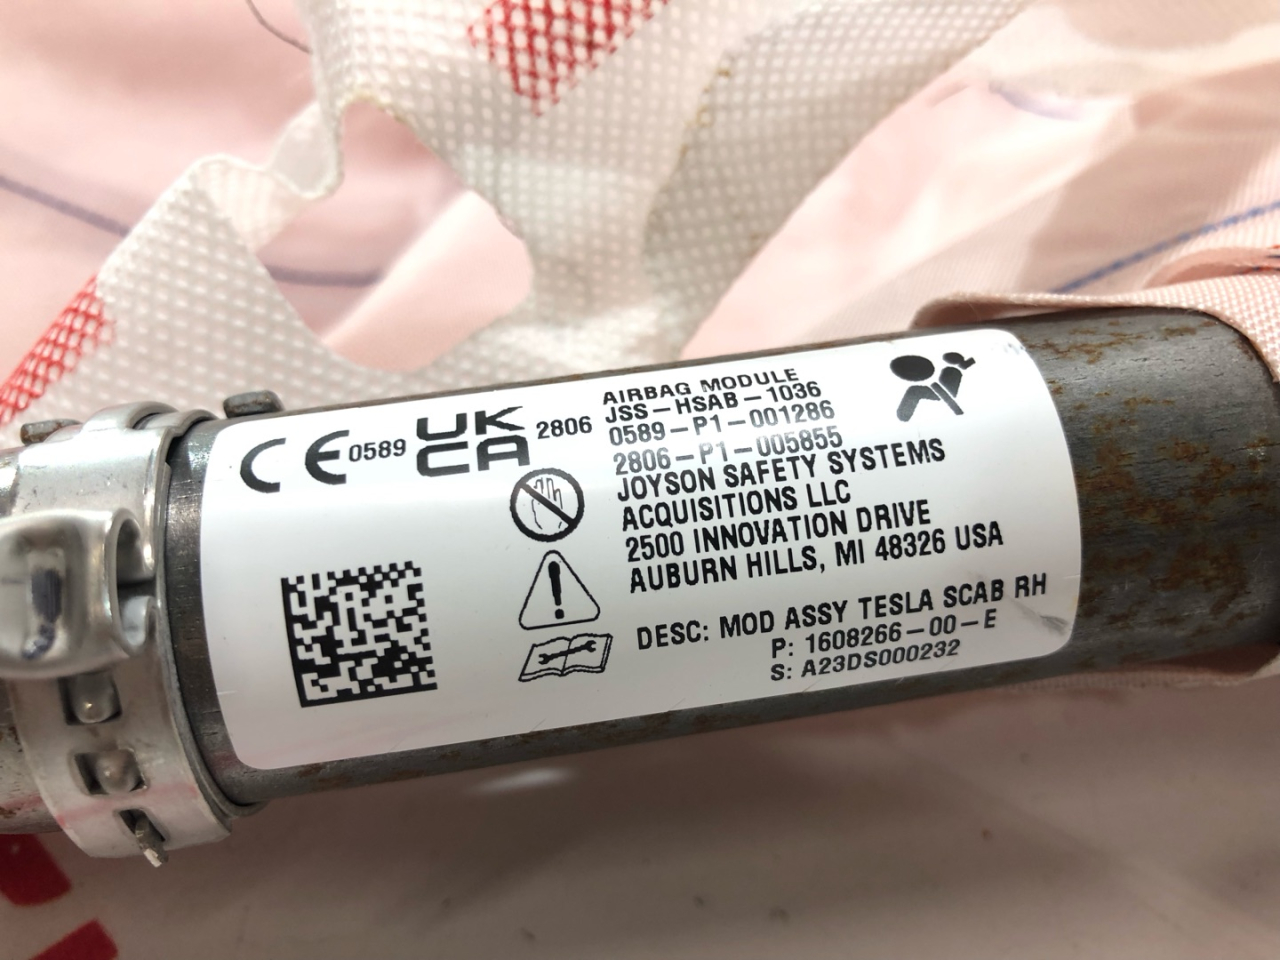 CE 0589 UK CA 2806
AIRBAG MODULE
JSS-HSAB-1036
0589-P1-001286
2806-P1-005855
JOYSON SAFETY SYSTEMS
ACQUISITIONS LLC
2500 INNOVATION DRIVE
AUBURN HILLS, MI 48326 USA
DESC: MOD ASSY TESLA SCAB RH
P: 1608266-00-E
S: A23DS000232